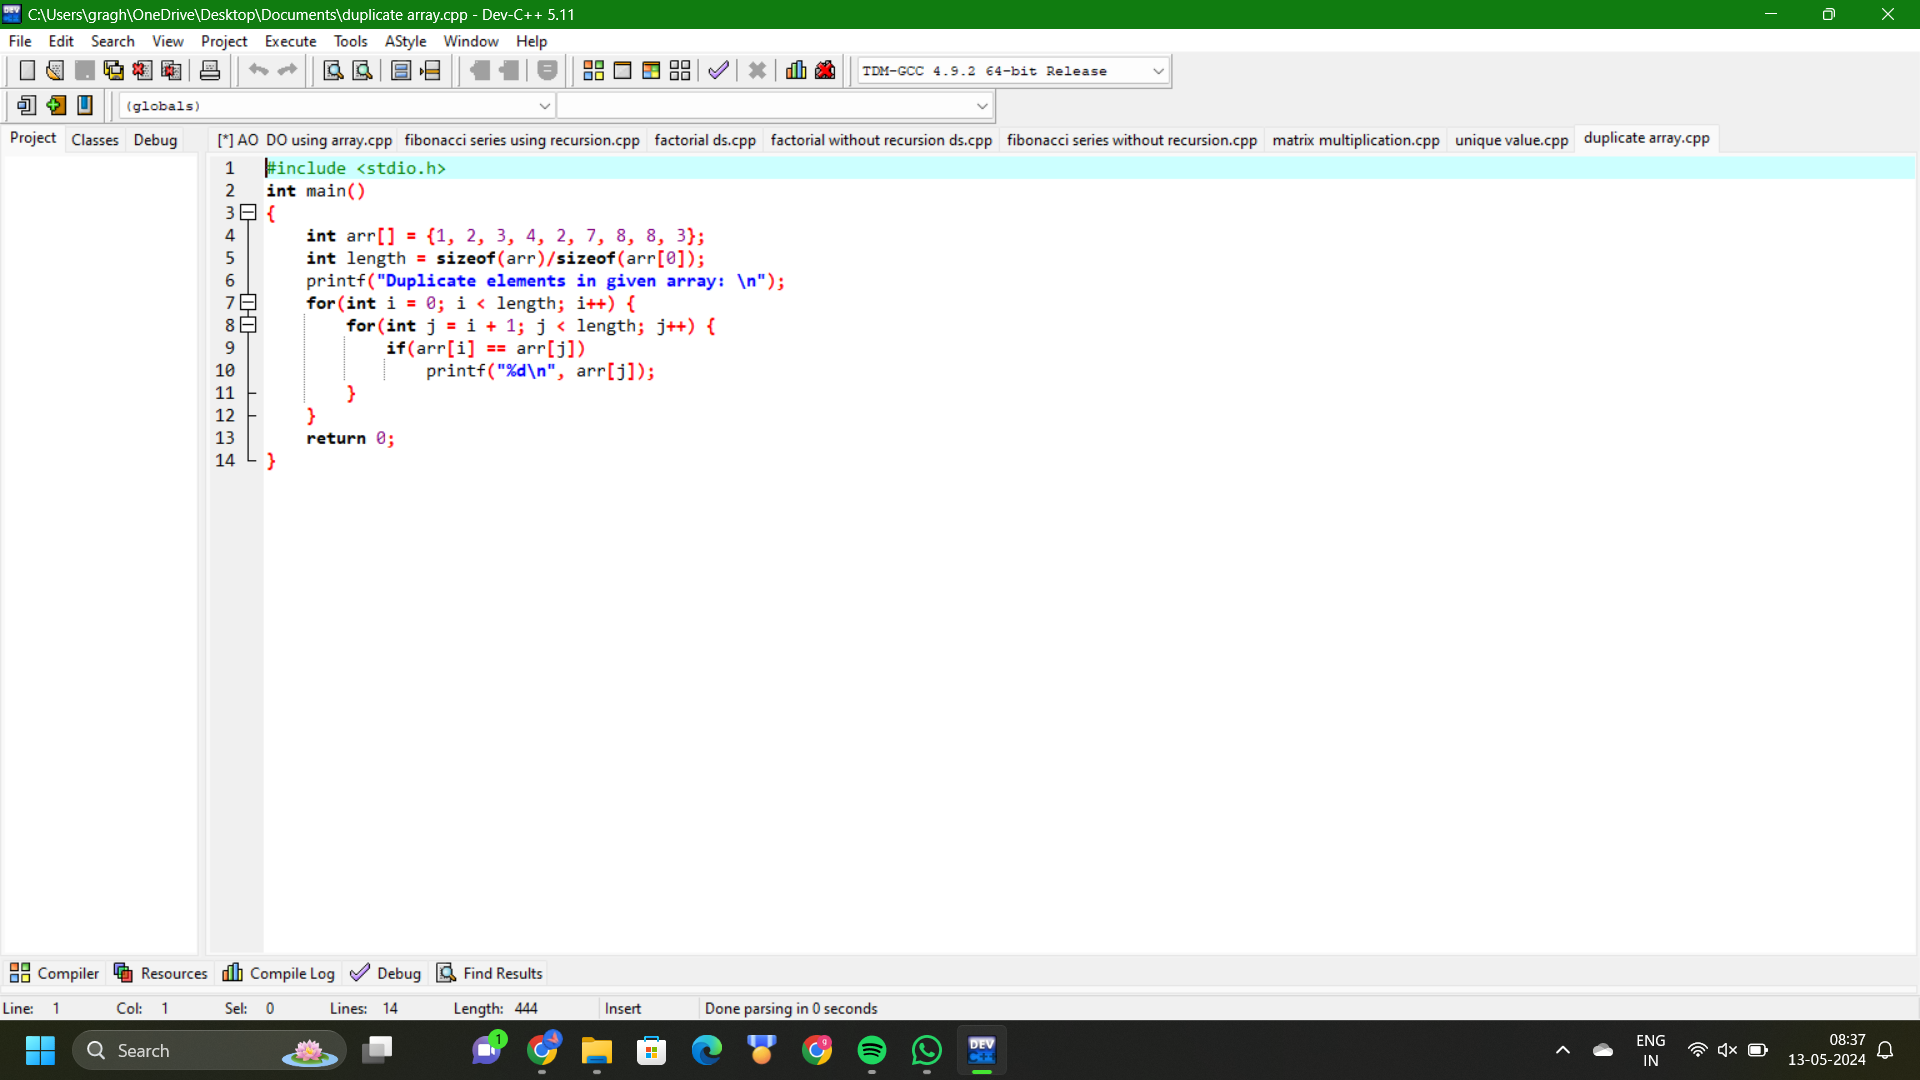 C:\Users\gragh\OneDrive\Desktop\Documents\duplicate array.cpp - Dev-C++ 5.11
File Edit Search View Project Execute Tools AStyle Window Help
TDM-GCC 4.9.2 64-bit Release
(globals)
Project Classes Debug [*] AO DO using array.cpp fibonacci series using recursion.cpp factorial ds.cpp factorial without recursion ds.cpp fibonacci series without recursion.cpp matrix multiplication.cpp unique value.cpp duplicate array.cpp
1 #include <stdio.h>
2 int main()
3 {
4 int arr[] = {1, 2, 3, 4, 2, 7, 8, 8, 3};
5 int length = sizeof(arr)/sizeof(arr[0]);
6 printf("Duplicate elements in given array: \n");
7 for(int i = 0; i < length; i++) {
8 for(int j = i + 1; j < length; j++) {
9 if(arr[i] == arr[j])
10 printf("%d\n", arr[j]);
11 }
12 }
13 return 0;
14 }
Compiler Resources Compile Log Debug Find Results
Line: 1 Col: 1 Sel: 0 Lines: 14 Length: 444 Insert Done parsing in 0 seconds
Search 1 9 DEV C++ ENG 08:37
IN 13-05-2024